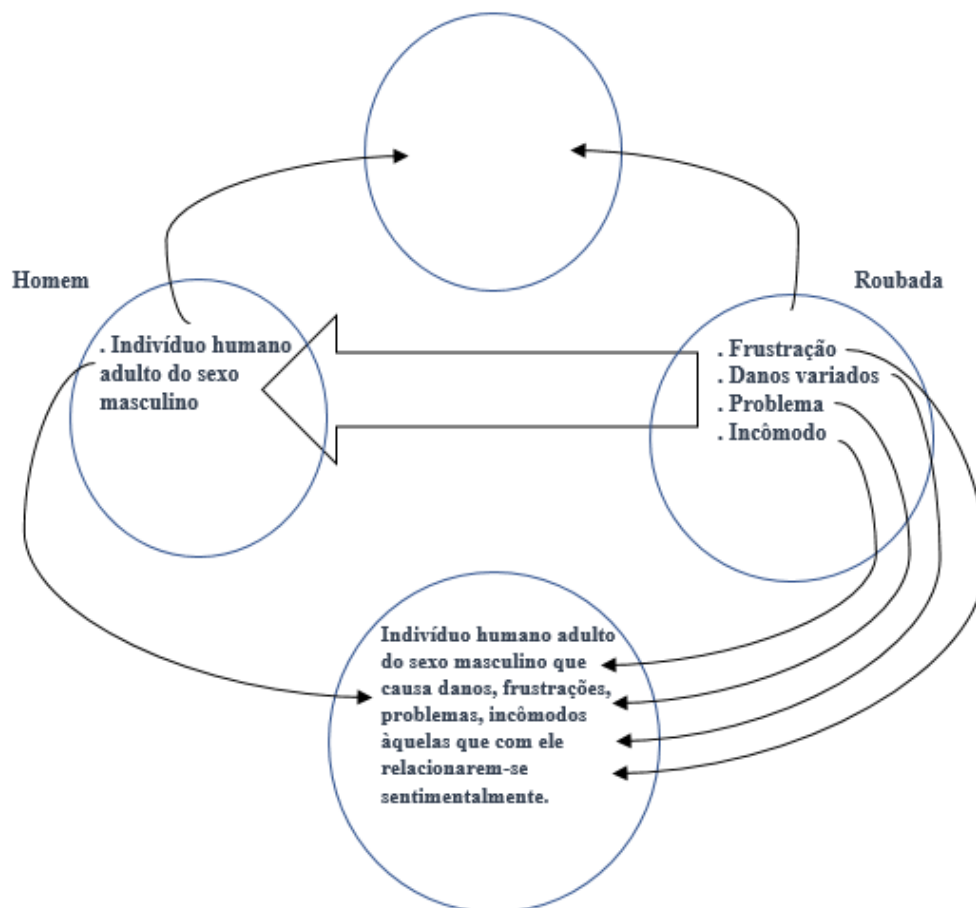 Homem
Roubada
. Indivíduo humano
adulto do sexo
masculino
. Frustração
. Danos variados
. Problema
. Incômodo
Indivíduo humano adulto
do sexo masculino que
causa danos, frustrações,
problemas, incômodos
àquelas que com ele
relacionarem-se
sentimentalmente.